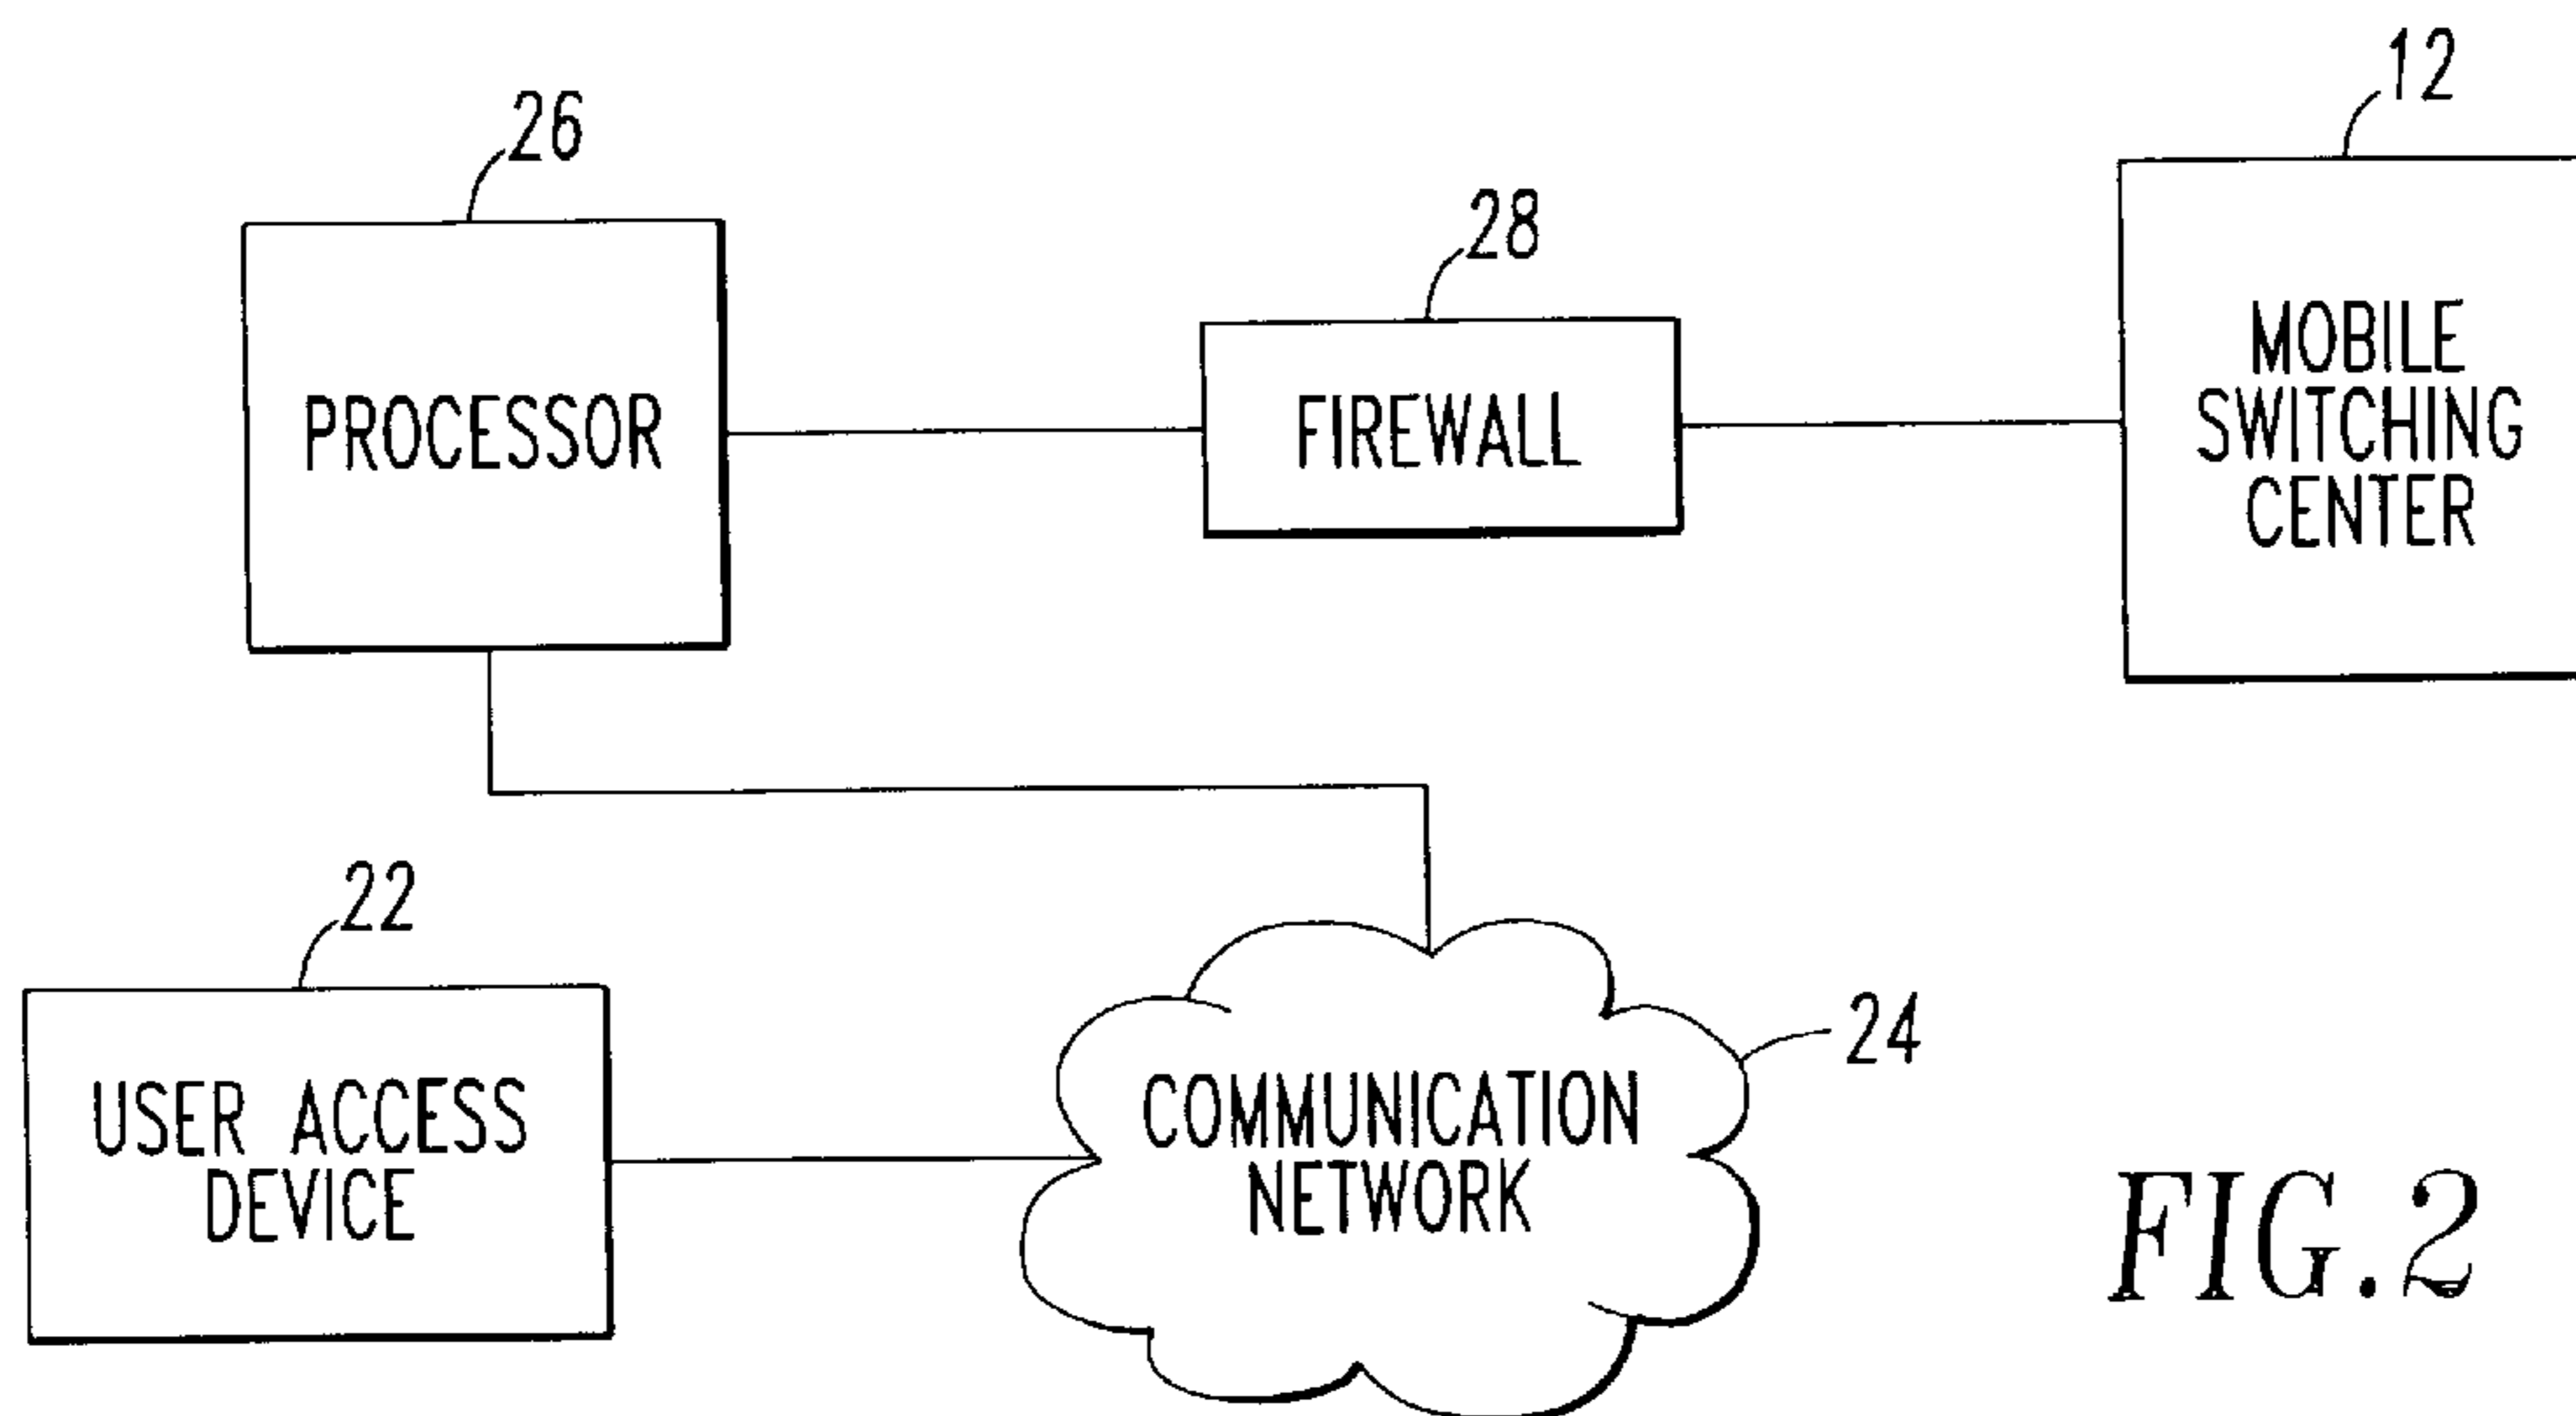 12
26
28
MOBILE
SWITCHING
CENTER
PROCESSOR
FIREWALL
22
24
USER ACCESS
DEVICE
COMMUNICATION
NETWORK
FIG.2